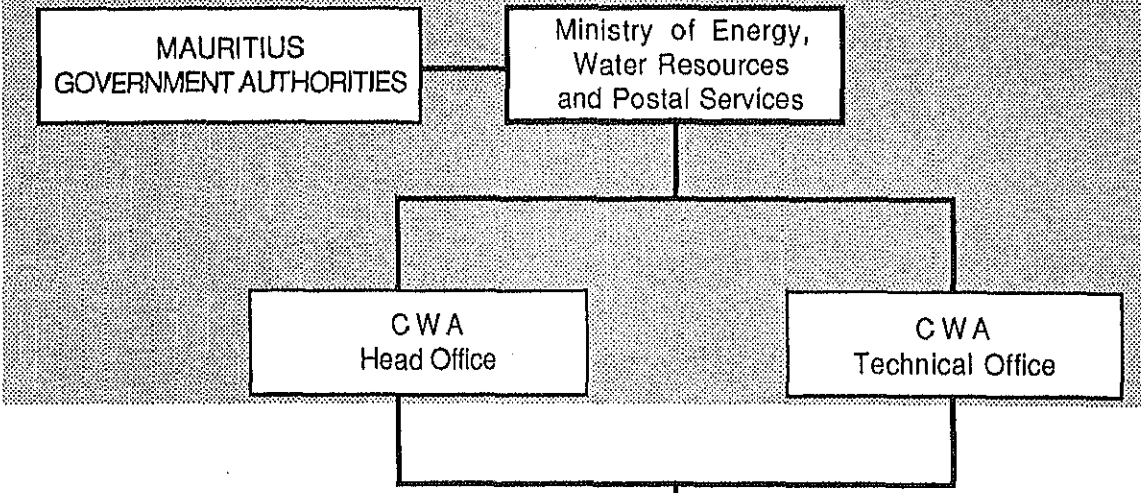 MAURITIUS
GOVERNMENT AUTHORITIES
Ministry of Energy,
Water Resources
and Postal Services
C W A
Head Office
C W A
Technical Office